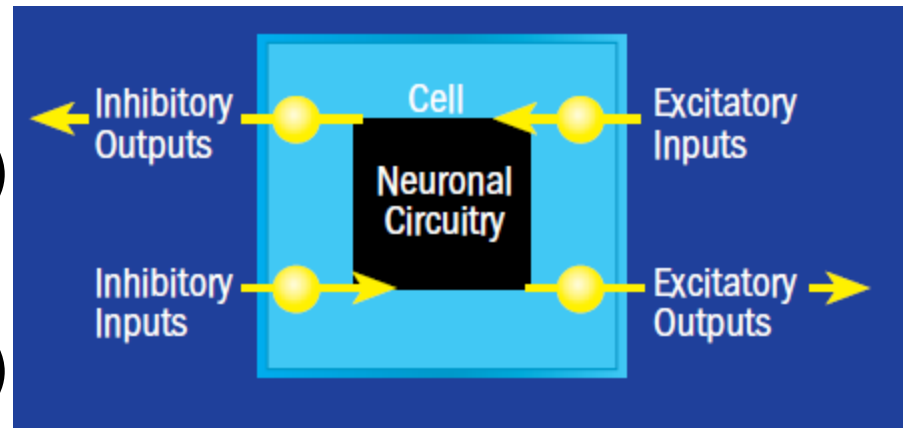 Inhibitory
Outputs
Cell
Excitatory
Inputs
Neuronal
Circuitry
Inhibitory
Inputs
Excitatory
Outputs